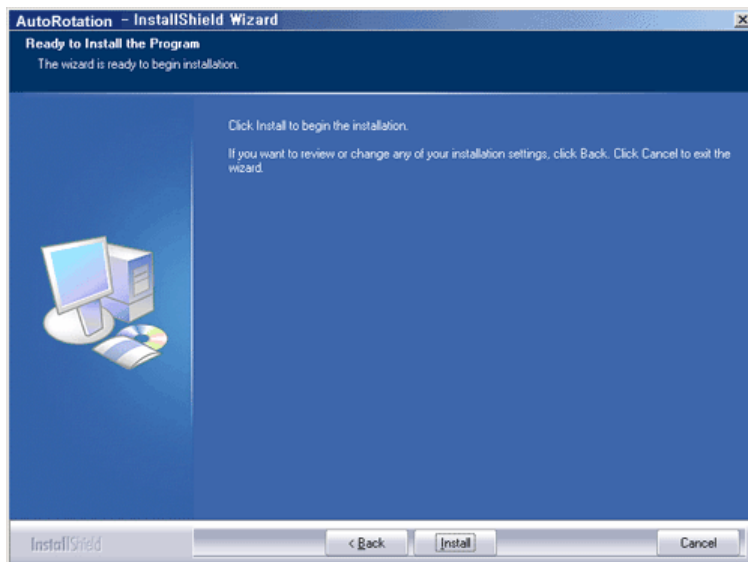 AutoRotation - InstallShield Wizard
Ready to Install the Program
The wizard is ready to begin installation.
Click Install to begin the installation.
If you want to review or change any of your installation settings, click Back. Click Cancel to exit the
wizard.
InstallShield
< Back
Install
Cancel